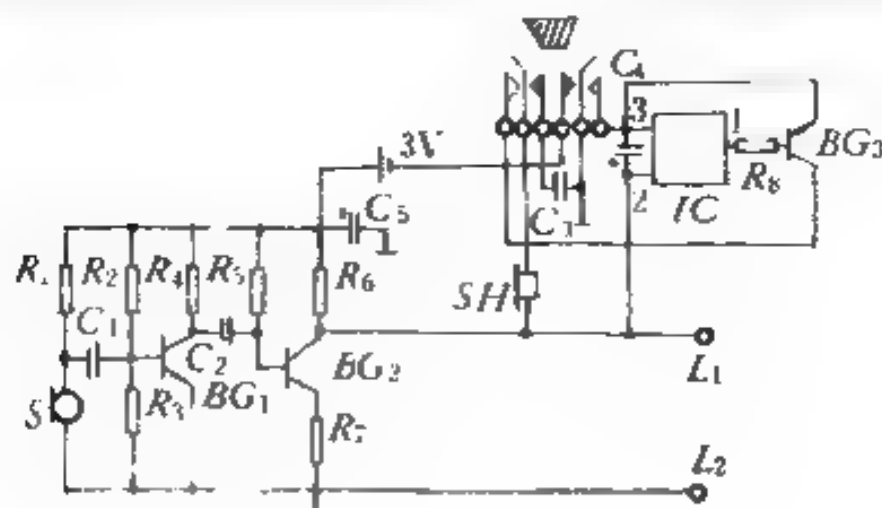 C₄
3V
3
1
BG₃
R₈
2
IC
C₅
C₃
R₁
R₂
R₄
R₅
R₆
SH
C₁
C₂
BG₁
BG₂
L₁
S
R₃
R₇
L₂